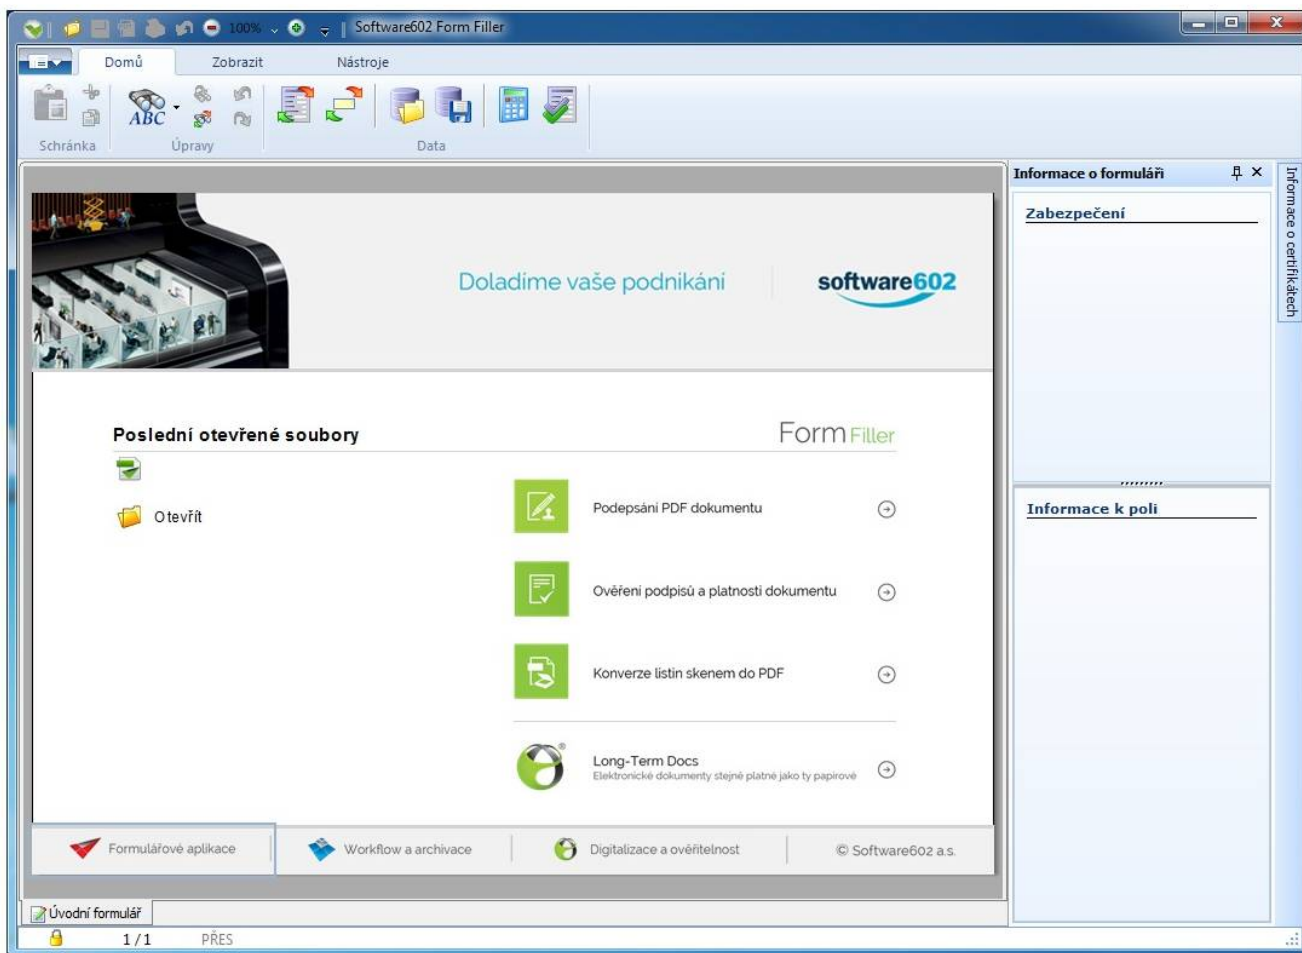 100%
Software602 Form Filler
Domů
Zobrazit
Nástroje
ABC
Schránka
Úpravy
Data
Informace o formuláři
Informace o certifikátech
Zabezpečení
Doladíme vaše podnikání
software602
Poslední otevřené soubory
Form Filler
Otevřít
Podepsání PDF dokumentu
Ověření podpisů a platnosti dokumentu
Konverze listin skenem do PDF
Long-Term Docs
Elektronické dokumenty stejně platné jako ty papírové
Informace k poli
Formulářové aplikace
Workflow a archivace
Digitalizace a ověřitelnost
© Software602 a.s.
Úvodní formulář
1 / 1
PŘES